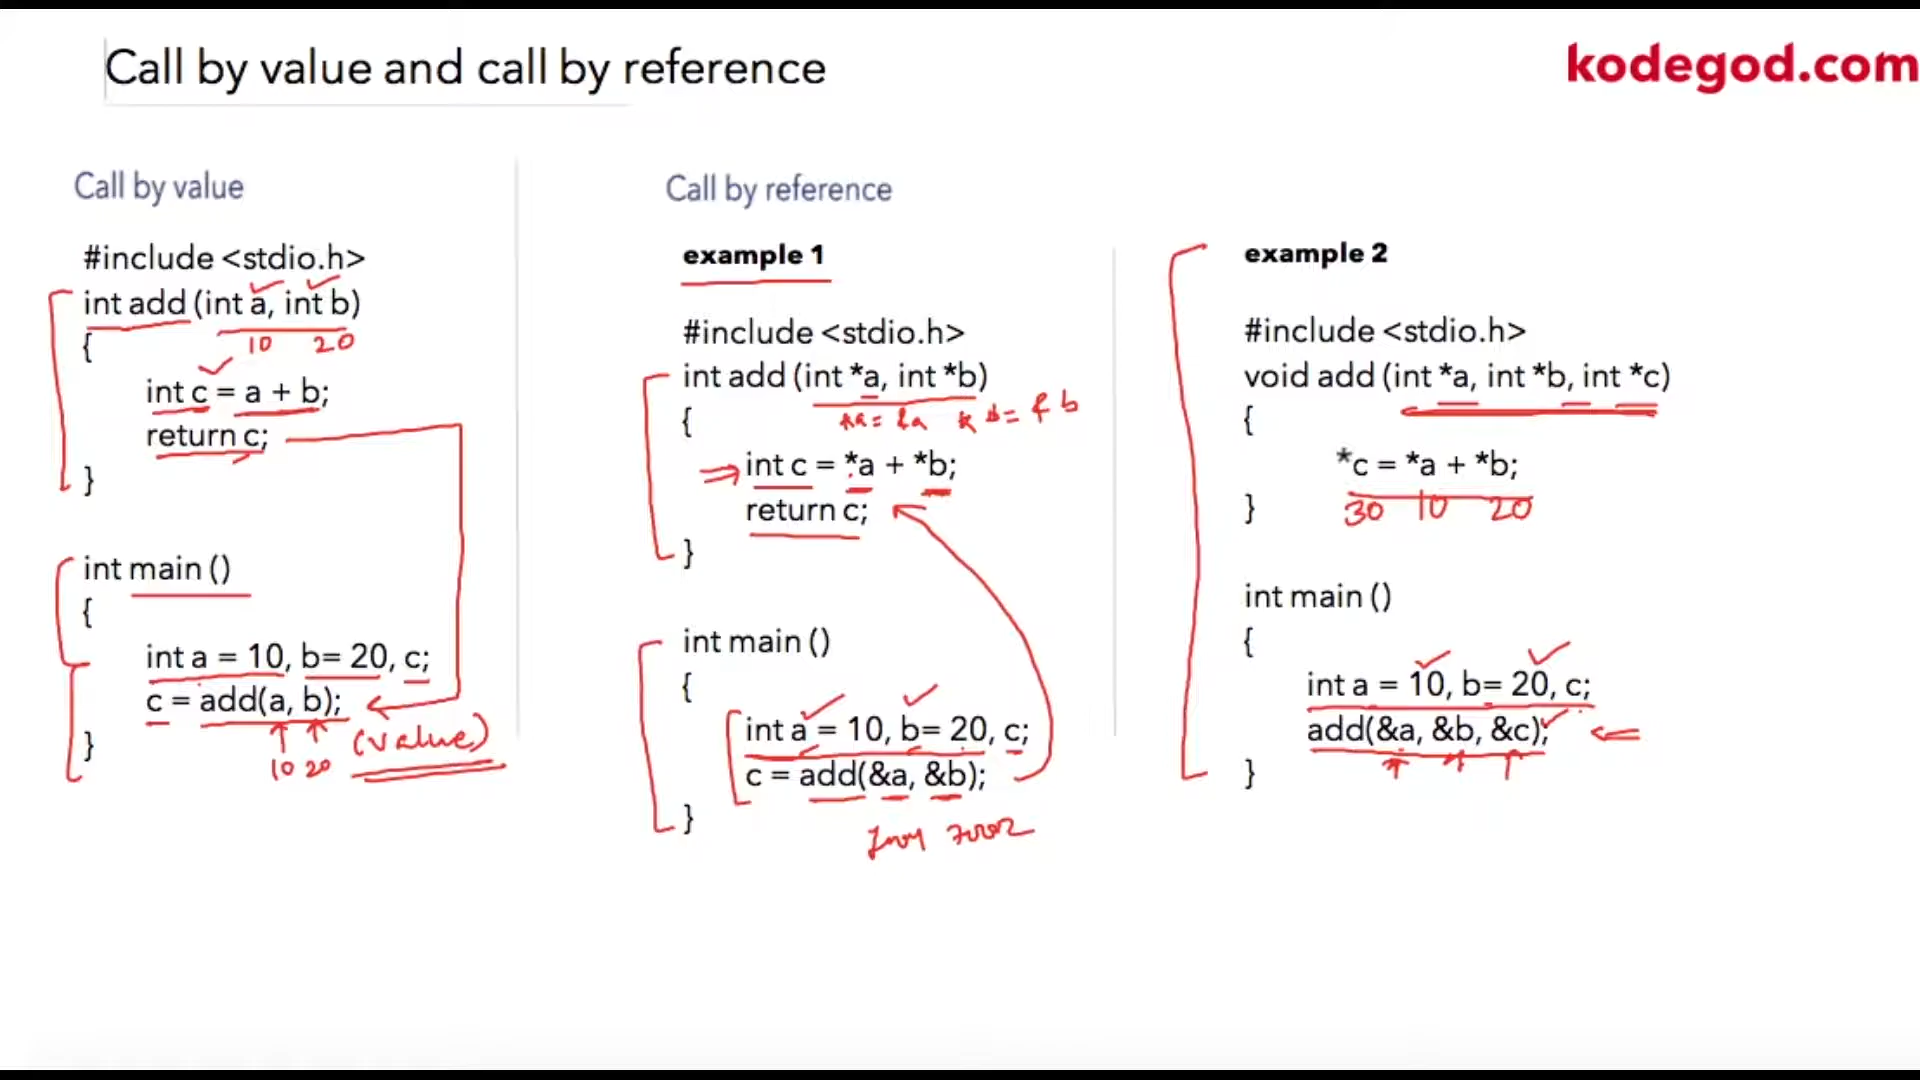 Call by value and call by reference
kodegod.com
Call by value
#include <stdio.h>
int add (int a, int b)
{
10 20
int c = a + b;
return c;
}
int main ()
{
int a = 10, b= 20, c;
c = add(a, b);
}
10 20
(value)
Call by reference
example 1
#include <stdio.h>
int add (int *a, int *b)
{
*a = &a *b = &b
int c = *a + *b;
return c;
}
int main ()
{
int a = 10, b= 20, c;
c = add(&a, &b);
}
example 2
#include <stdio.h>
void add (int *a, int *b, int *c)
{
*c = *a + *b;
30 10 20
}
int main ()
{
int a = 10, b= 20, c;
add(&a, &b, &c);
}